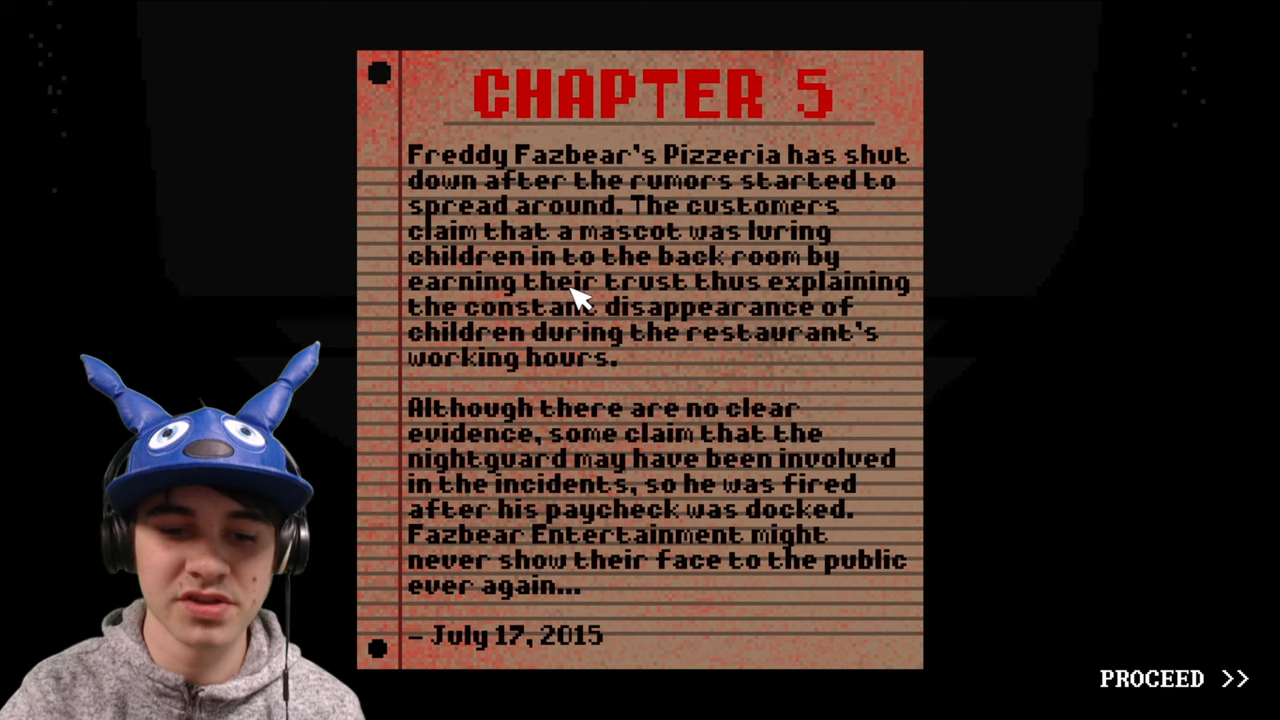 CHAPTER 5
Freddy Fazbear's Pizzeria has shut
down after the rumors started to
spread around. The customers
claim that a mascot was luring
children in to the back room by
earning their trust thus explaining
the constant disappearance of
children during the restaurant's
working hours.
Although there are no clear
evidence, some claim that the
nightguard may have been involved
in the incidents, so he was fired
after his paycheck was docked.
Fazbear Entertainment might
never show their face to the public
ever again...
- July 17, 2015
PROCEED >>